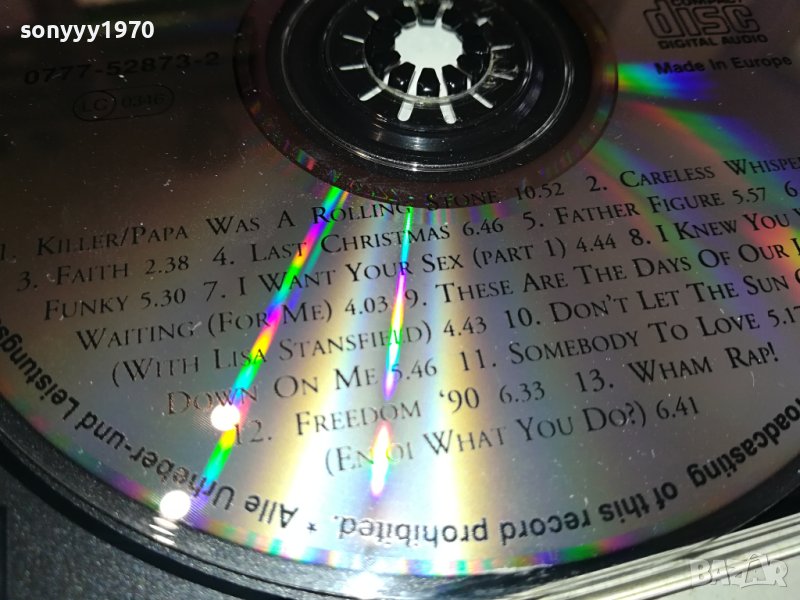 sonyyy1970
COMPACT
disc
DIGITAL AUDIO
0777-52873-2
Made In Europe
LC 0346
1. KILLER/PAPA WAS A ROLLING STONE 10.52 2. CARELESS WHISPE
3. FAITH 2.38 4. LAST CHRISTMAS 6.46 5. FATHER FIGURE 5.57 6.
FUNKY 5.30 7. I WANT YOUR SEX (PART 1) 4.44 8. I KNEW YOU
WAITING (FOR ME) 4.03 9. THESE ARE THE DAYS OF OUR
(WITH LISA STANSFIELD) 4.43 10. DON'T LET THE SUN
DOWN ON ME 5.46 11. SOMEBODY TO LOVE 5.17
12. FREEDOM '90 6.33 13. WHAM RAP!
(ENJOI WHAT YOU DO?) 6.41
roadcasting of this record prohibited. * Alle Urheber-und Leistungs
BAZAR